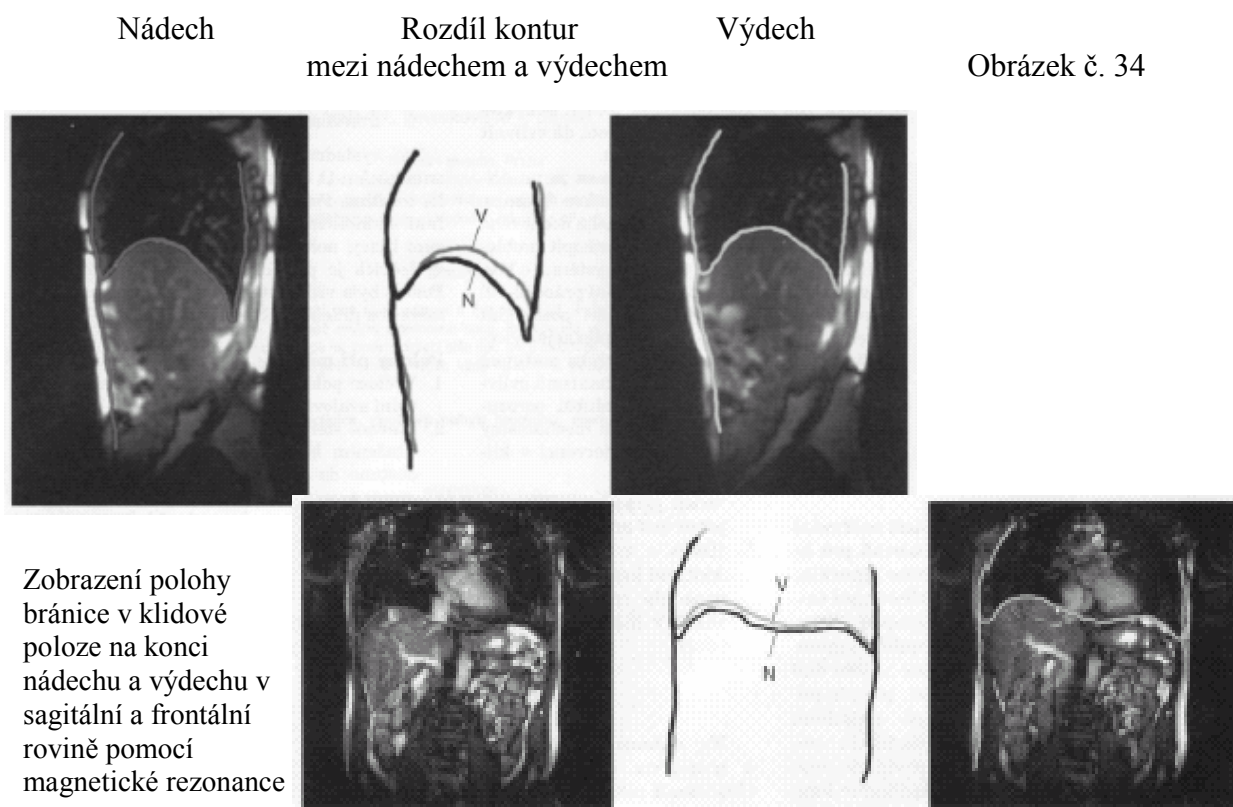 Nádech
Rozdíl kontur
mezi nádechem a výdechem
Výdech
Obrázek č. 34
V
N
V
N
Zobrazení polohy
bránice v klidové
poloze na konci
nádechu a výdechu v
sagitální a frontální
rovině pomocí
magnetické rezonance